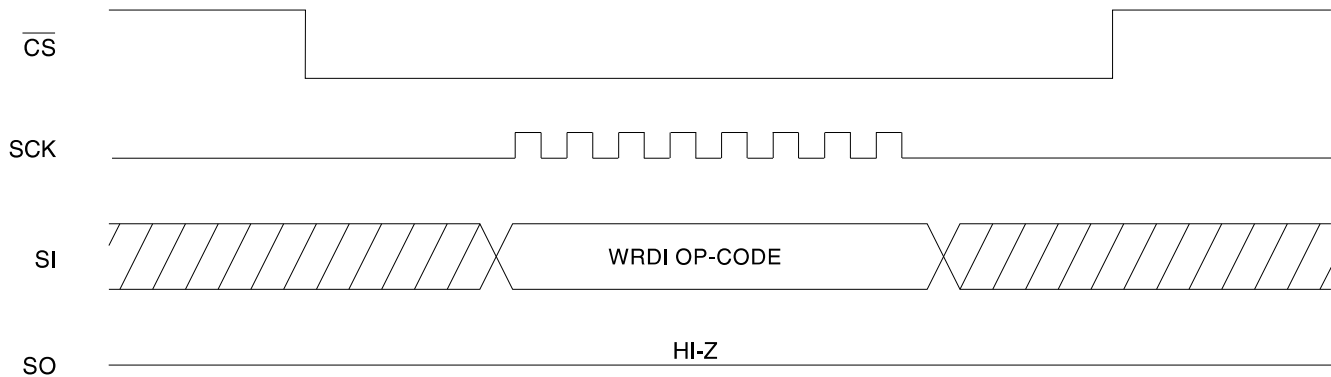 CS
SCK
SI
WRDI OP-CODE
HI-Z
SO